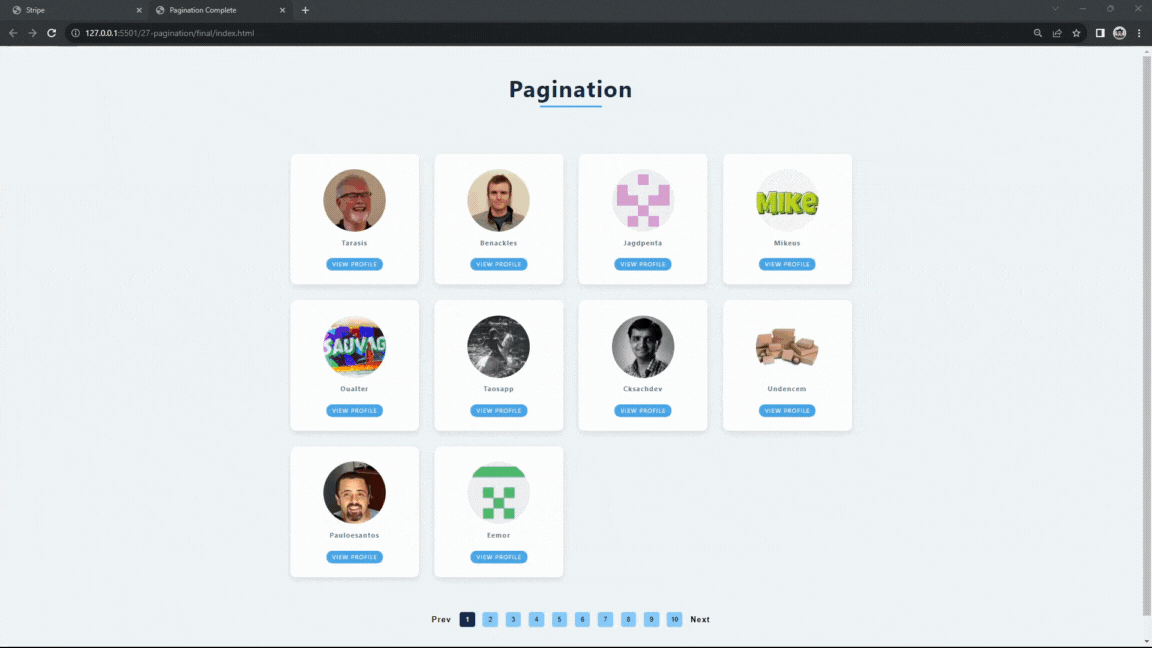 Stripe
Pagination Complete
127.0.0.1:5501/27-pagination/final/index.html
Pagination
Tarasis
Benackles
Jagdpenta
MIKE
Mikeus
VIEW PROFILE
VIEW PROFILE
VIEW PROFILE
VIEW PROFILE
SAUVAG
Oualter
Taosapp
Cksachdev
Undencem
VIEW PROFILE
VIEW PROFILE
VIEW PROFILE
VIEW PROFILE
Pauloesantos
Eemor
VIEW PROFILE
VIEW PROFILE
Prev 1 2 3 4 5 6 7 8 9 10 Next